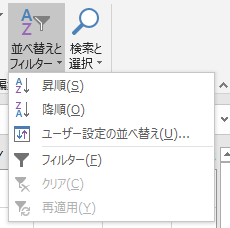 並べ替えと
フィルター
検索と
選択
昇順(S)
降順(O)
ユーザー設定の並べ替え(U)...
フィルター(F)
クリア(C)
再適用(Y)